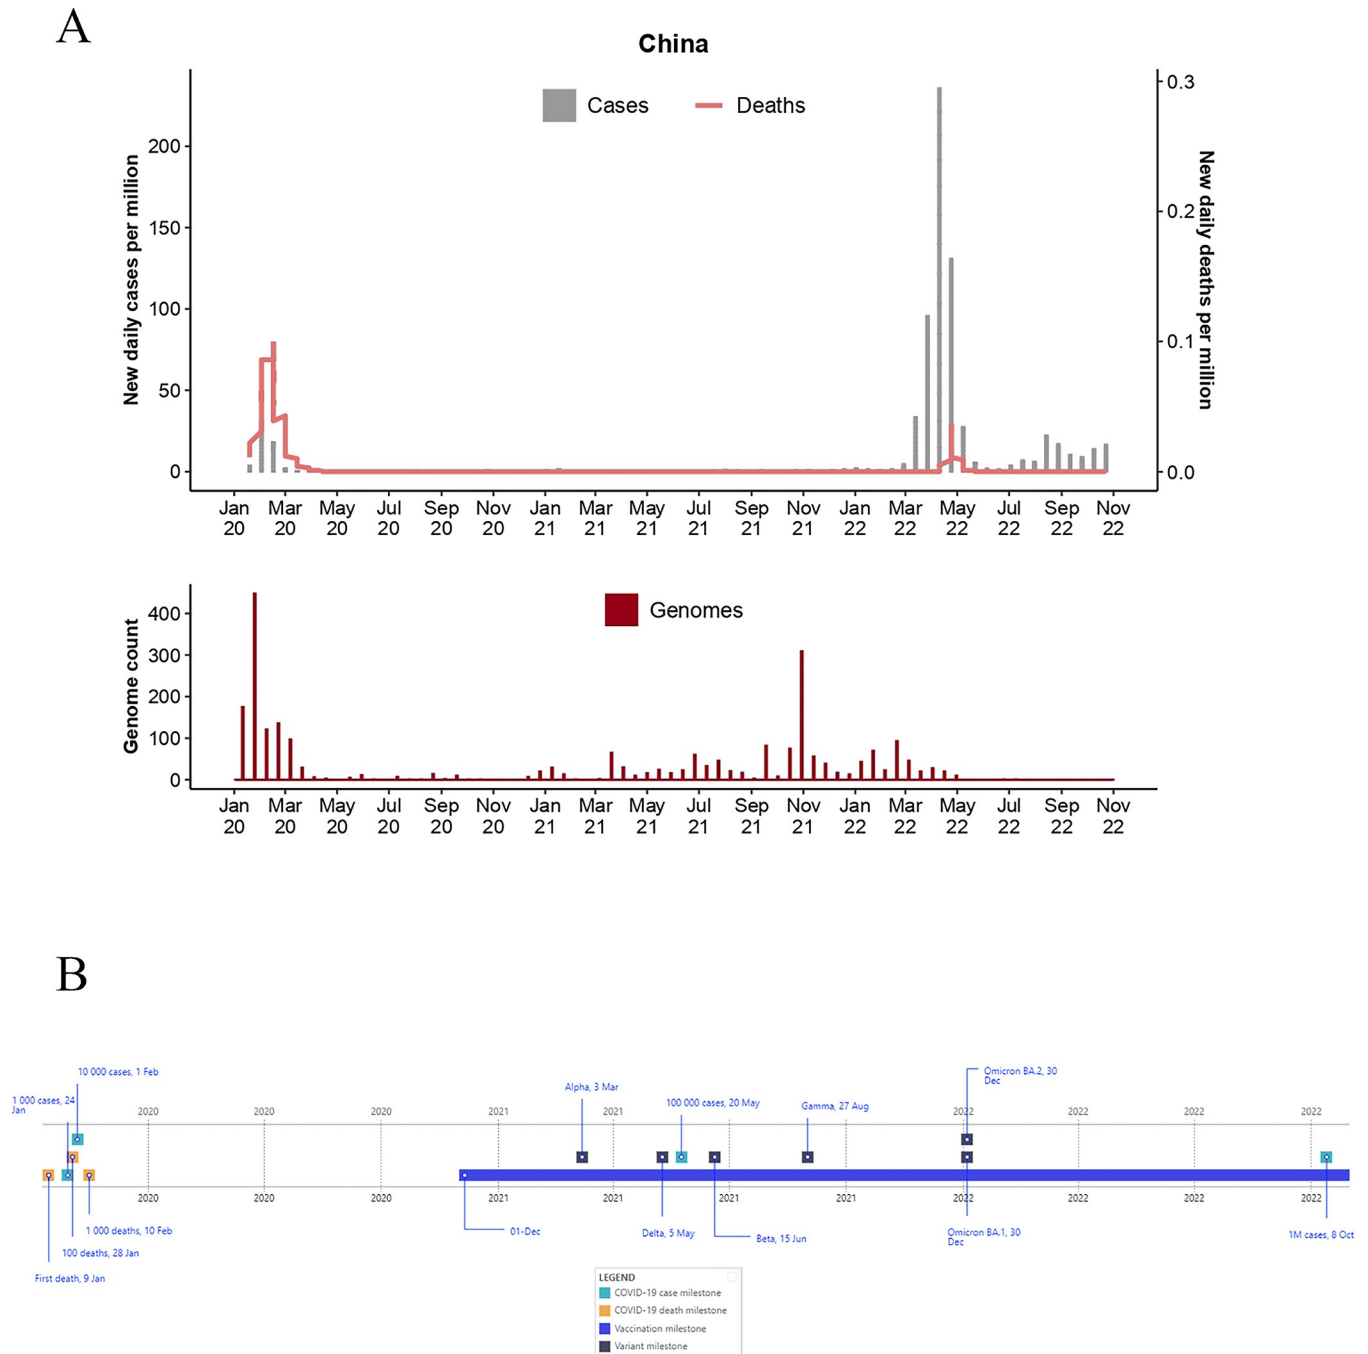 A
China
Cases
Deaths
New daily cases per million
200
150
100
50
0
New daily deaths per million
0.3
0.2
0.1
0.0
Jan Mar May Jul Sep Nov Jan Mar May Jul Sep Nov Jan Mar May Jul Sep Nov
20 20 20 20 20 20 21 21 21 21 21 21 22 22 22 22 22 22
Genomes
Genome count
400
300
200
100
0
Jan Mar May Jul Sep Nov Jan Mar May Jul Sep Nov Jan Mar May Jul Sep Nov
20 20 20 20 20 20 21 21 21 21 21 21 22 22 22 22 22 22
B
10 000 cases, 1 Feb
1 000 cases, 24
Jan
Alpha, 3 Mar
100 000 cases, 20 May
Gamma, 27 Aug
Omicron BA.2, 30
Dec
2020 2020 2020 2021 2021 2021 2021 2022 2022 2022 2022
2020 2020 2020 2021 2021 2021 2021 2022 2022 2022 2022
1 000 deaths, 10 Feb
100 deaths, 28 Jan
First death, 9 Jan
01-Dec
Delta, 5 May
Beta, 15 Jun
Omicron BA.1, 30
Dec
1M cases, 8 Oct
LEGEND
COVID-19 case milestone
COVID-19 death milestone
Vaccination milestone
Variant milestone